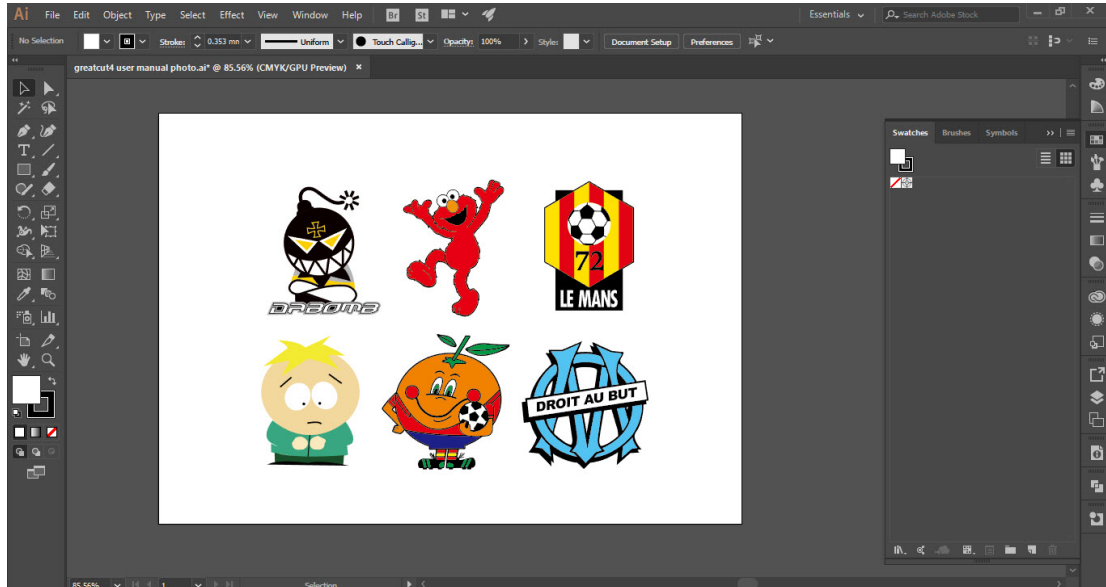 Ai File Edit Object Type Select Effect View Window Help Br St Essentials Search Adobe Stock
No Selection Stroke: 0.353 mm Uniform Touch Callig... Opacity: 100% Style: Document Setup Preferences
greatcut4 user manual photo.ai* @ 85.56% (CMYK/GPU Preview) ×
Swatches Brushes Symbols
72
LE MANS
DRBOMB
DROIT AU BUT
85.56% 1 Selection